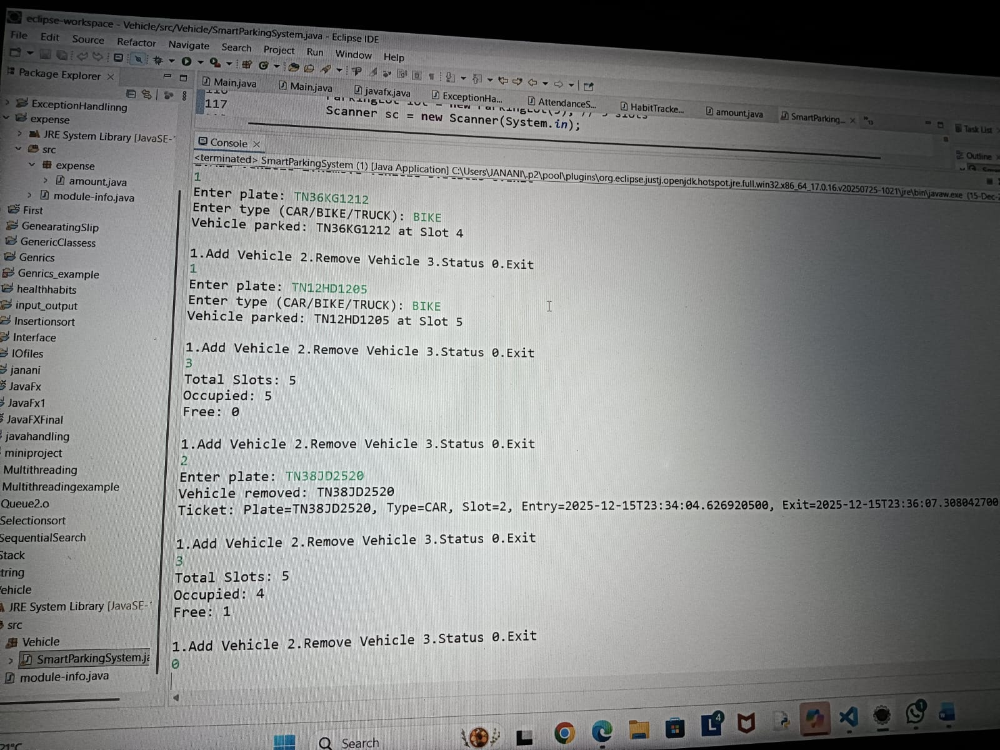 eclipse-workspace - Vehicle/src/Vehicle/SmartParkingSystem.java - Eclipse IDE
File Edit Source Refactor Navigate Search Project Run Window Help
Package Explorer
Main.java Main.java javafx.java ExceptionHa... AttendanceS... HabitTracke... amount.java SmartParking... 13
Task List
Outline
117 Scanner sc = new Scanner(System.in);
ExceptionHandlinng
expense
JRE System Library [JavaSE-
src
expense
amount.java
module-info.java
First
GenearatingSlip
GenericClassess
Genrics
Genrics_example
healthhabits
input_output
Insertionsort
Interface
IOfiles
janani
JavaFx
JavaFx1
JavaFXFinal
javahandling
miniproject
Multithreading
Multithreadingexample
Queue2.o
Selectionsort
SequentialSearch
Stack
tring
ehicle
JRE System Library [JavaSE-
src
Vehicle
SmartParkingSystem.ja
module-info.java
Console
<terminated> SmartParkingSystem (1) [Java Application] C:\Users\JANANI\.p2\pool\plugins\org.eclipse.justj.openjdk.hotspot.jre.full.win32.x86_64_17.0.16.v20250725-1021\jre\bin\javaw.exe (15-Dec-
1
Enter plate: TN36KG1212
Enter type (CAR/BIKE/TRUCK): BIKE
Vehicle parked: TN36KG1212 at Slot 4
1.Add Vehicle 2.Remove Vehicle 3.Status 0.Exit
1
Enter plate: TN12HD1205
Enter type (CAR/BIKE/TRUCK): BIKE
Vehicle parked: TN12HD1205 at Slot 5
1.Add Vehicle 2.Remove Vehicle 3.Status 0.Exit
3
Total Slots: 5
Occupied: 5
Free: 0
1.Add Vehicle 2.Remove Vehicle 3.Status 0.Exit
2
Enter plate: TN38JD2520
Vehicle removed: TN38JD2520
Ticket: Plate=TN38JD2520, Type=CAR, Slot=2, Entry=2025-12-15T23:34:04.626920500, Exit=2025-12-15T23:36:07.308042700
1.Add Vehicle 2.Remove Vehicle 3.Status 0.Exit
3
Total Slots: 5
Occupied: 4
Free: 1
1.Add Vehicle 2.Remove Vehicle 3.Status 0.Exit
0
21°C
Search
4
1